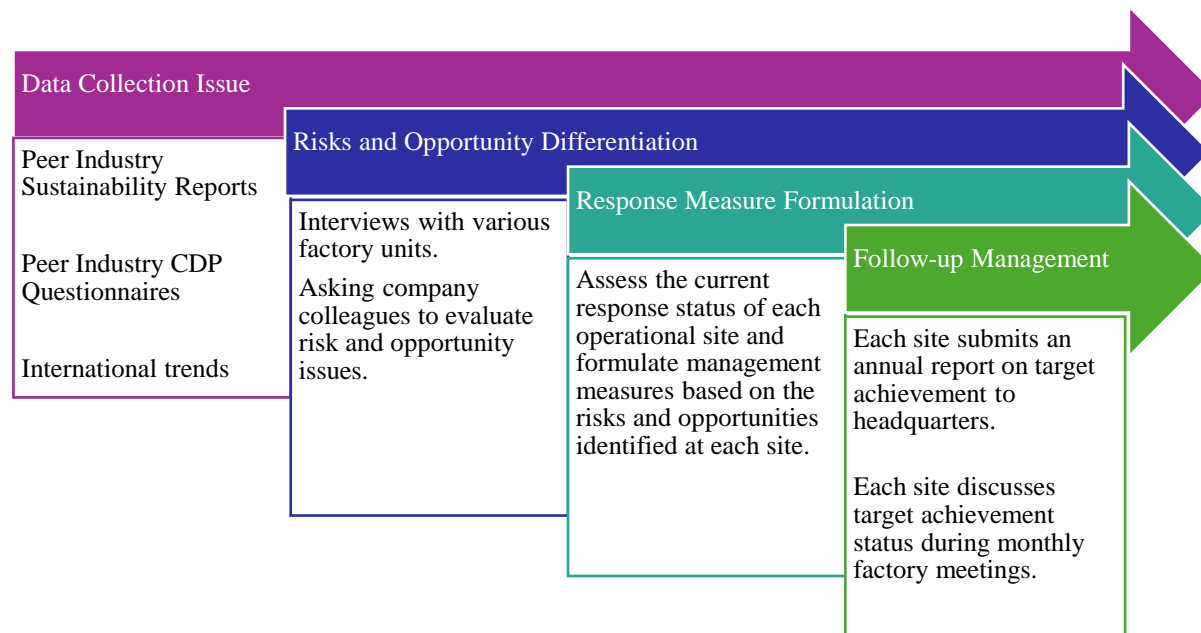 Data Collection Issue
Peer Industry
Sustainability Reports
Peer Industry CDP
Questionnaires
International trends
Risks and Opportunity Differentiation
Interviews with various
factory units.
Asking company
colleagues to evaluate
risk and opportunity
issues.
Response Measure Formulation
Assess the current
response status of each
operational site and
formulate management
measures based on the
risks and opportunities
identified at each site.
Follow-up Management
Each site submits an
annual report on target
achievement to
headquarters.
Each site discusses
target achievement
status during monthly
factory meetings.